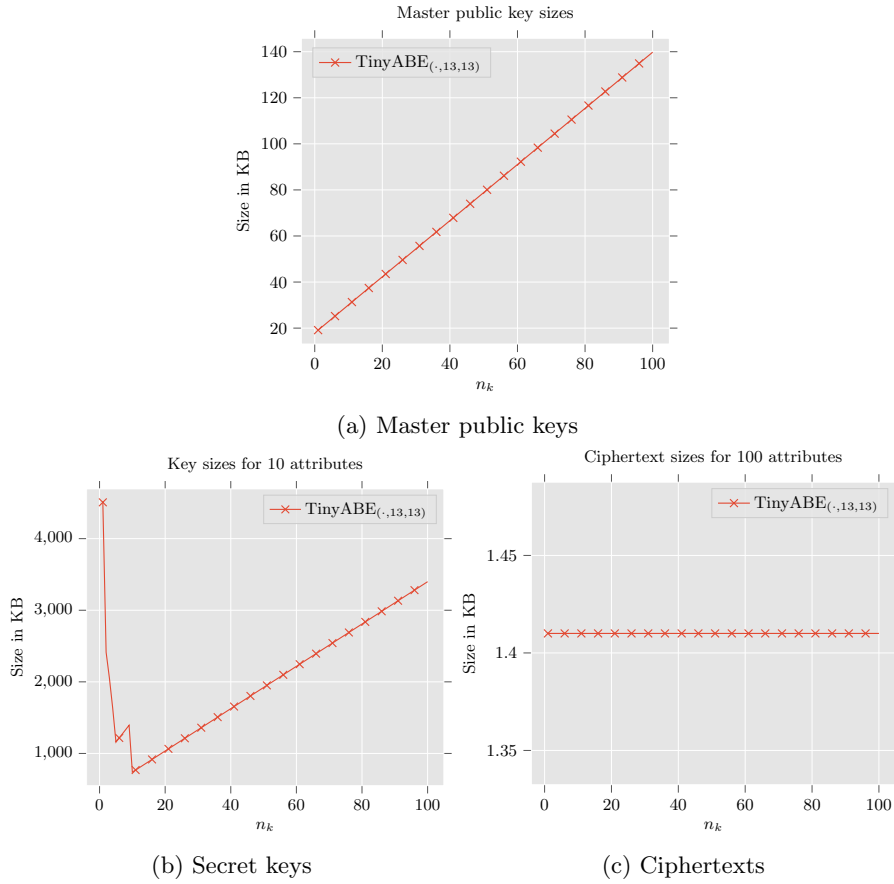 Master public key sizes
TinyABE(·,13,13)
140
120
100
80
60
40
20
Size in KB
0 20 40 60 80 100
n_k
(a) Master public keys
Key sizes for 10 attributes
TinyABE(·,13,13)
4,000
3,000
2,000
1,000
Size in KB
0 20 40 60 80 100
n_k
(b) Secret keys
Ciphertext sizes for 100 attributes
TinyABE(·,13,13)
1.45
1.4
1.35
Size in KB
0 20 40 60 80 100
n_k
(c) Ciphertexts